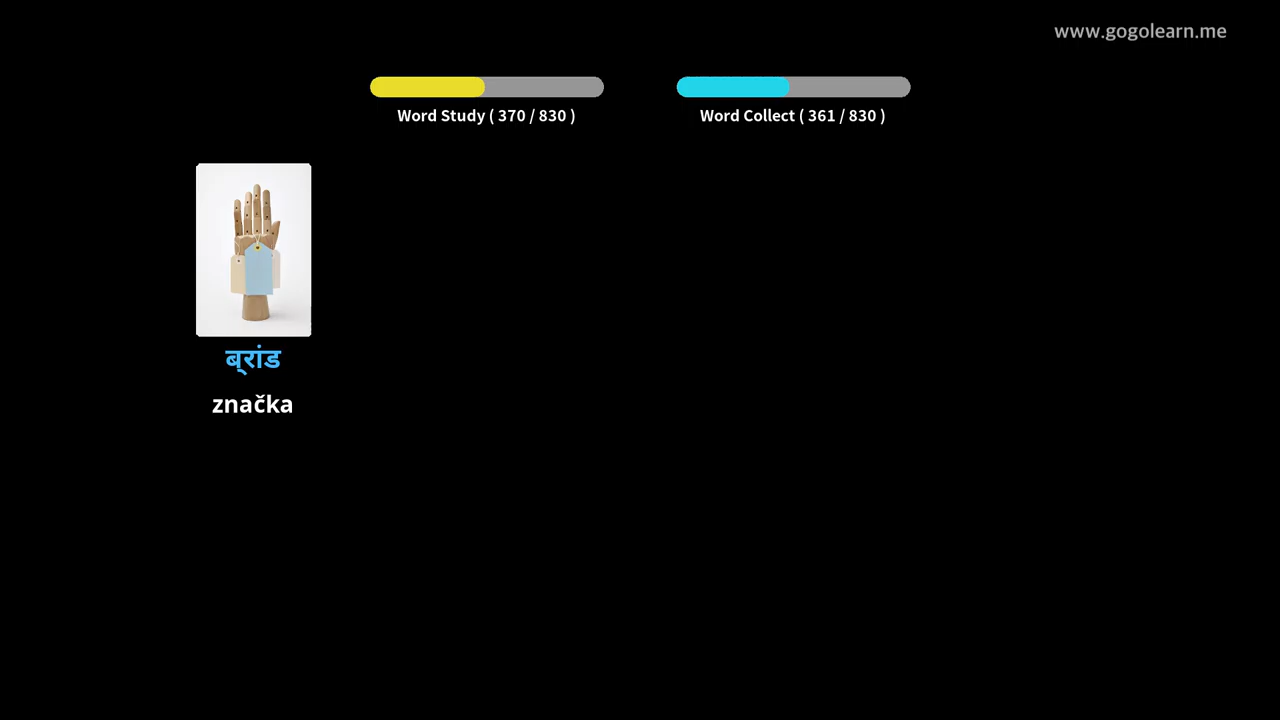 www.gogolearn.me
Word Study ( 370 / 830 )
Word Collect ( 361 / 830 )
ब्रांड
značka